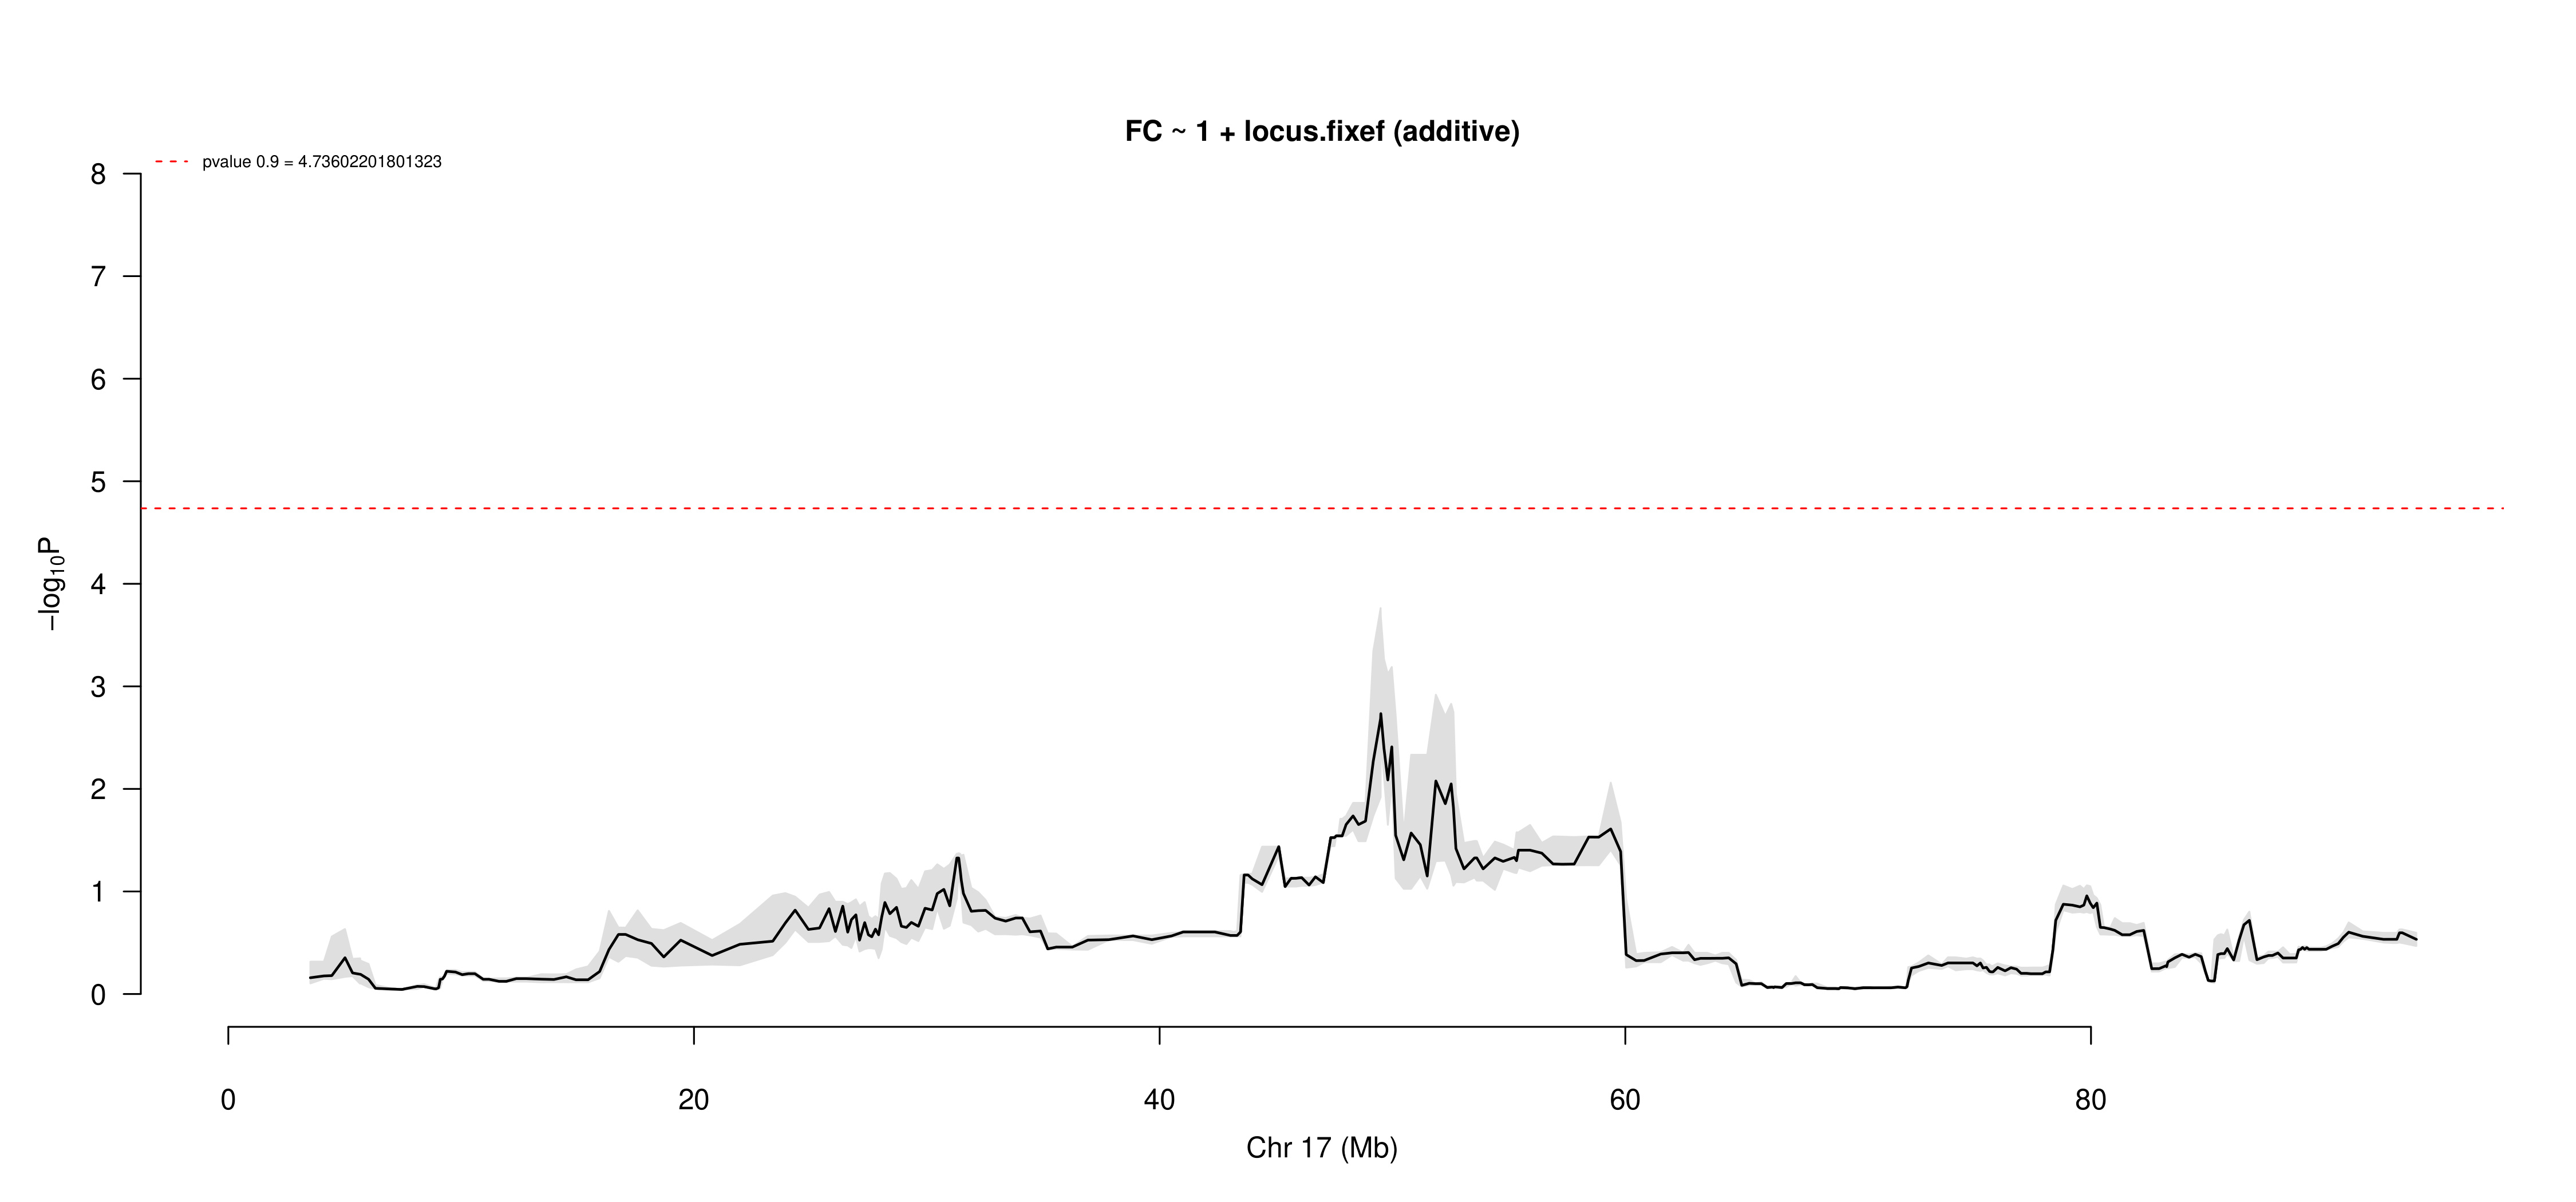 FC ~ 1 + locus.fixef (additive)
pvalue 0.9 = 4.73602201801323
8
7
6
5
4
3
2
1
0
−log10P
0 20 40 60 80
Chr 17 (Mb)